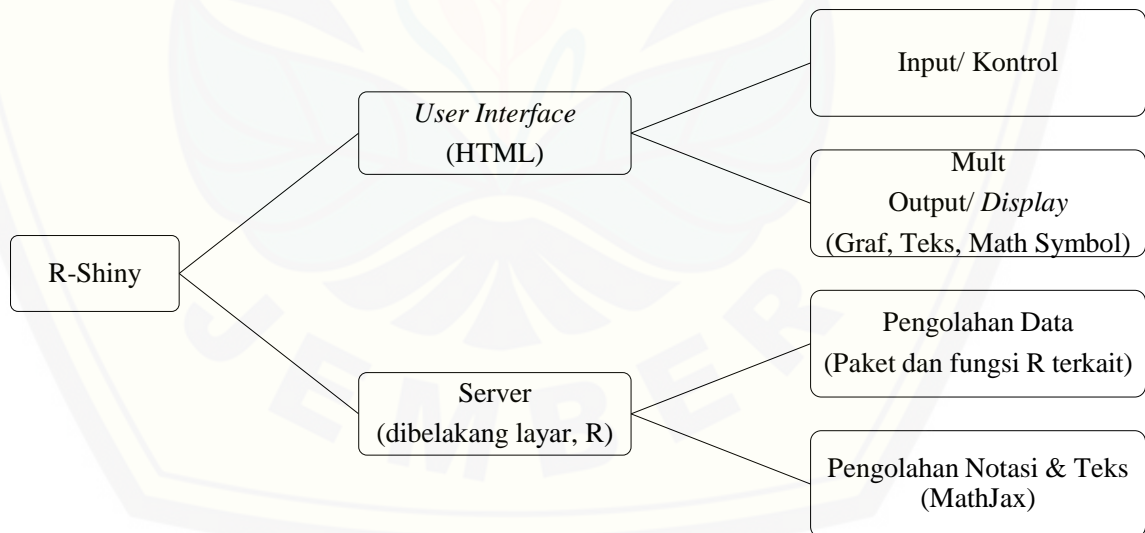 R-Shiny
User Interface
(HTML)
Input/ Kontrol
Mult
Output/ Display
(Graf, Teks, Math Symbol)
Server
(dibelakang layar, R)
Pengolahan Data
(Paket dan fungsi R terkait)
Pengolahan Notasi & Teks
(MathJax)
JEMBER